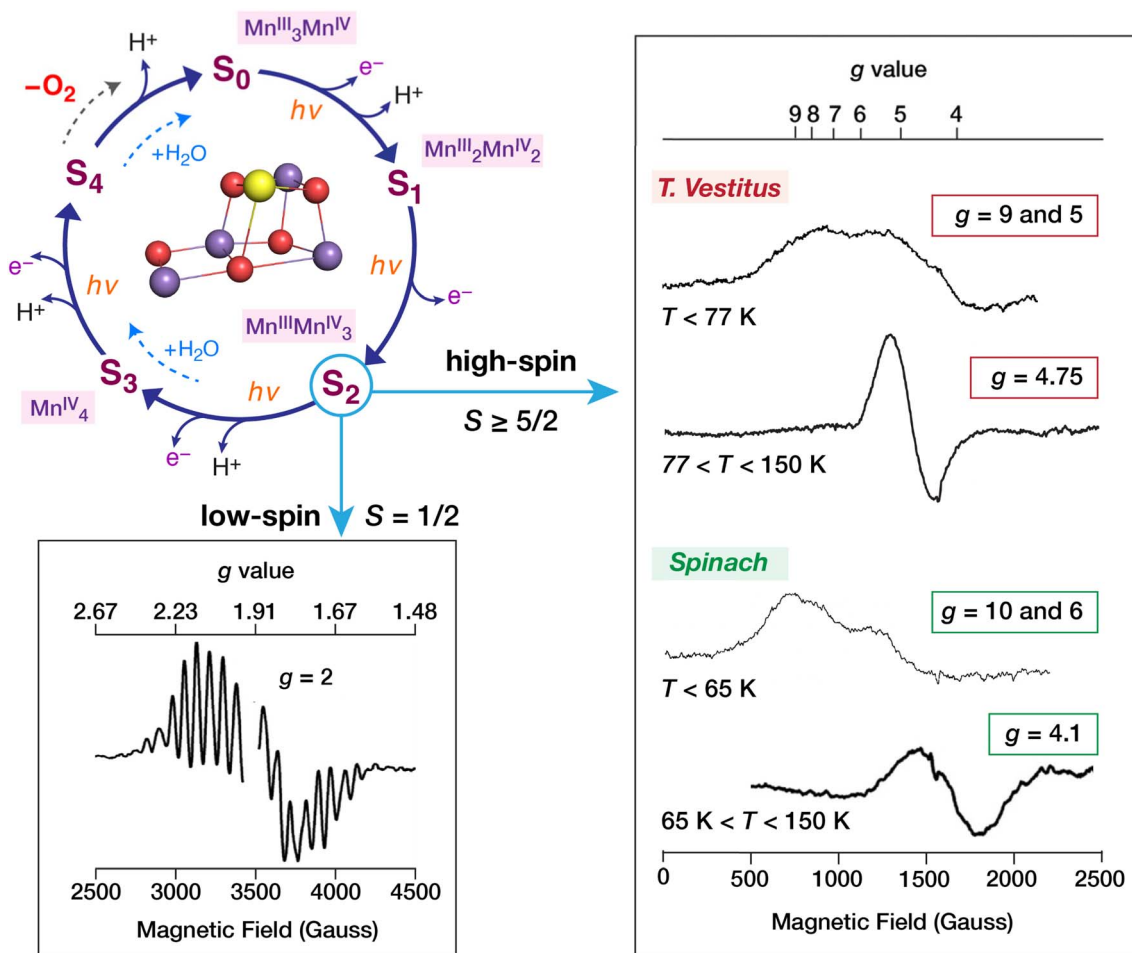 Mn^III_3Mn^IV
H⁺
S₀
e⁻
–O₂
hν
H⁺
+H₂O
Mn^III_2Mn^IV_2
S₄
S₁
e⁻
hν
hν
H⁺
e⁻
Mn^IIIMn^IV_3
+H₂O
S₃
hν
S₂
high-spin
Mn^IV_4
S ≥ 5/2
e⁻
H⁺
low-spin
S = 1/2
g value
2.67 2.23 1.91 1.67 1.48
g = 2
2500 3000 3500 4000 4500
Magnetic Field (Gauss)
g value
9 8 7 6 5 4
T. Vestitus
g = 9 and 5
T < 77 K
g = 4.75
77 < T < 150 K
Spinach
g = 10 and 6
T < 65 K
g = 4.1
65 K < T < 150 K
0 500 1000 1500 2000 2500
Magnetic Field (Gauss)